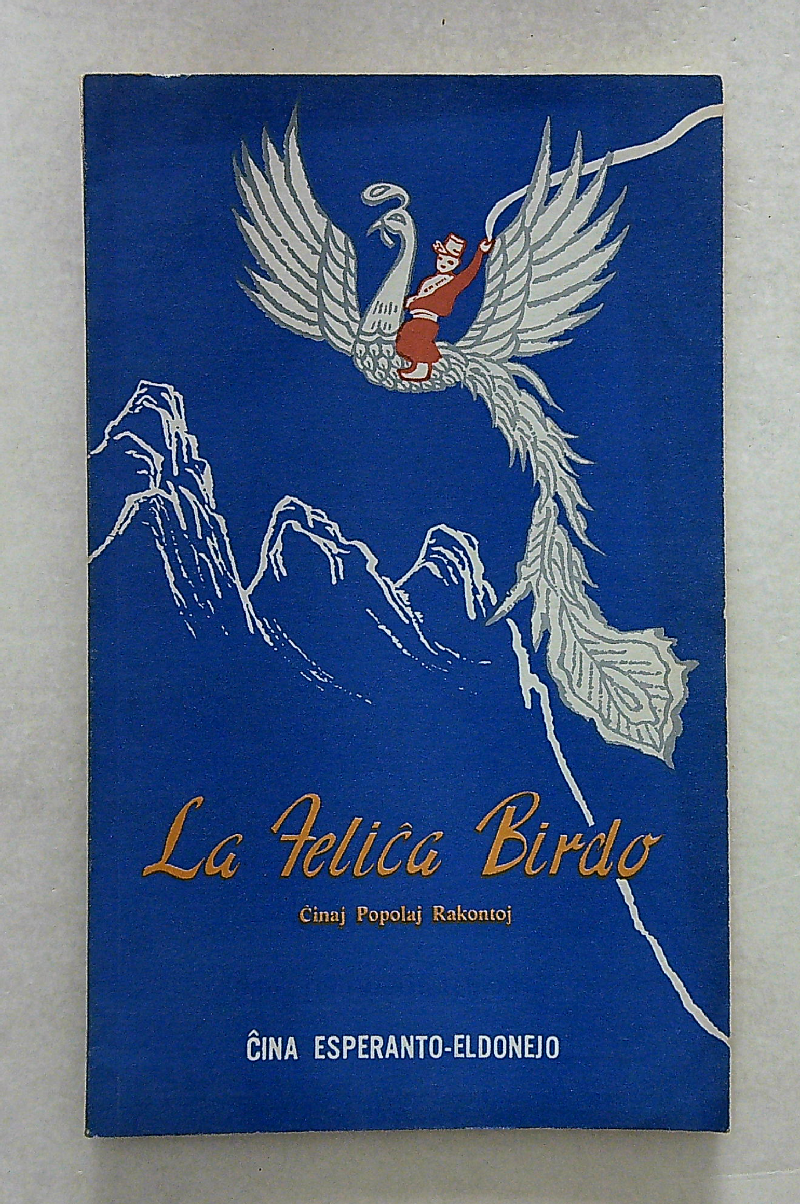 La Feliĉa Birdo
Ĉinaj Popolaj Rakontoj
ĈINA ESPERANTO-ELDONEJO